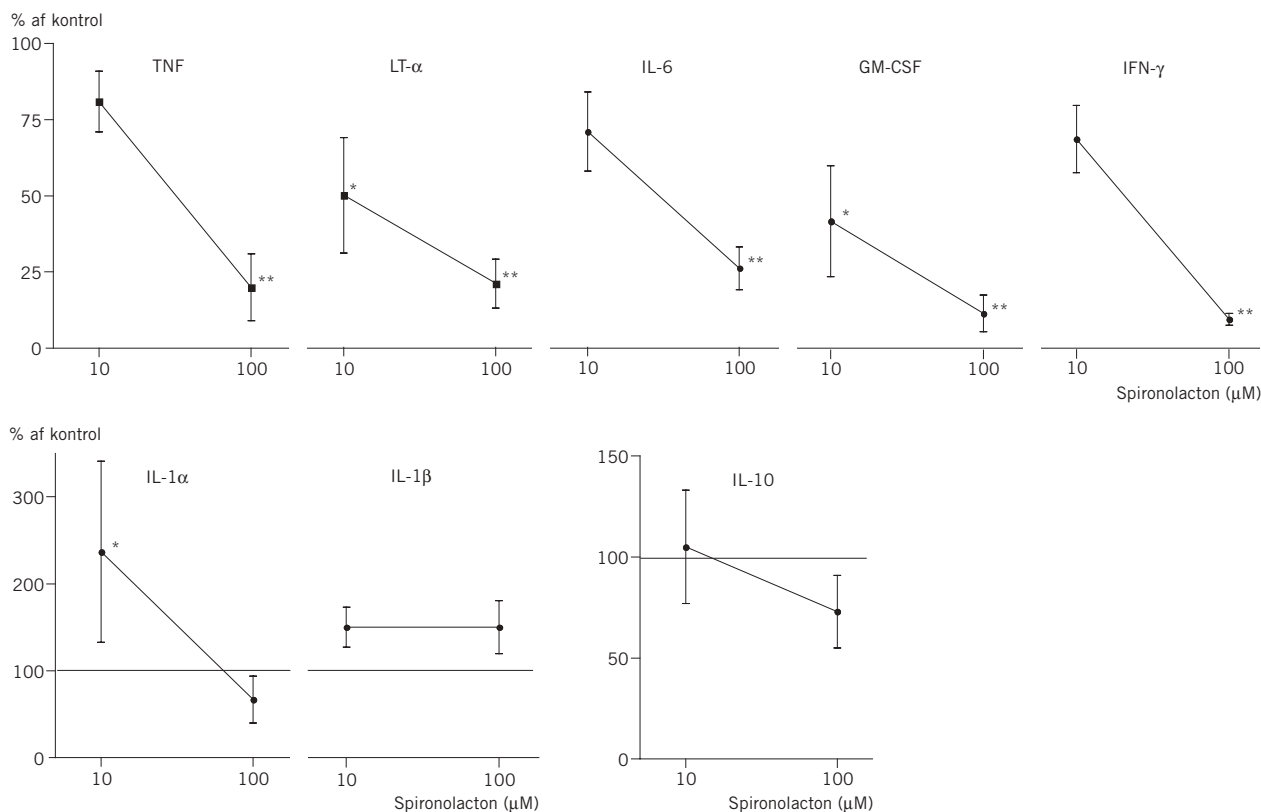 % af kontrol
100
75
50
25
0
TNF
**
10
100
LT-α
*
**
10
100
IL-6
**
10
100
GM-CSF
*
**
10
100
IFN-γ
**
10
100
Spironolacton (μM)
% af kontrol
300
200
100
0
IL-1α
*
10
100
IL-1β
10
100
Spironolacton (μM)
150
100
50
0
IL-10
10
100
Spironolacton (μM)